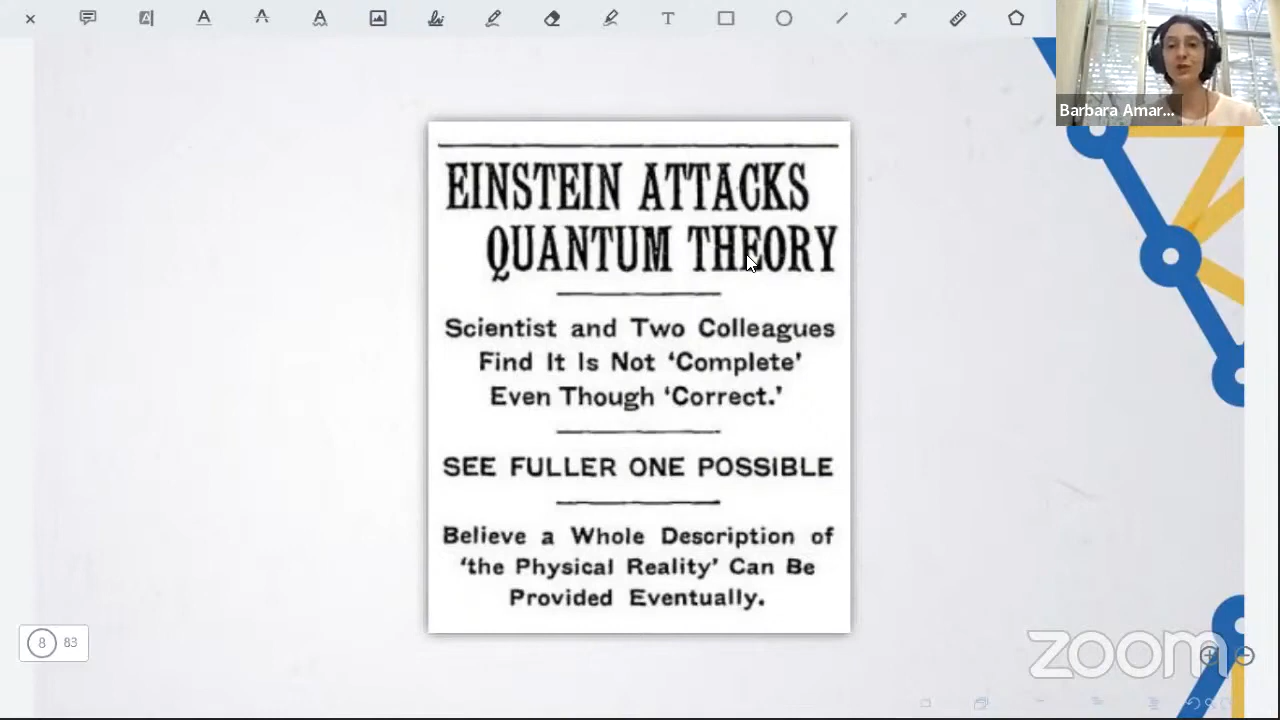 Barbara Amar...
EINSTEIN ATTACKS
QUANTUM THEORY
Scientist and Two Colleagues
Find It Is Not ‘Complete’
Even Though ‘Correct.’
SEE FULLER ONE POSSIBLE
Believe a Whole Description of
‘the Physical Reality’ Can Be
Provided Eventually.
8 83
zoom